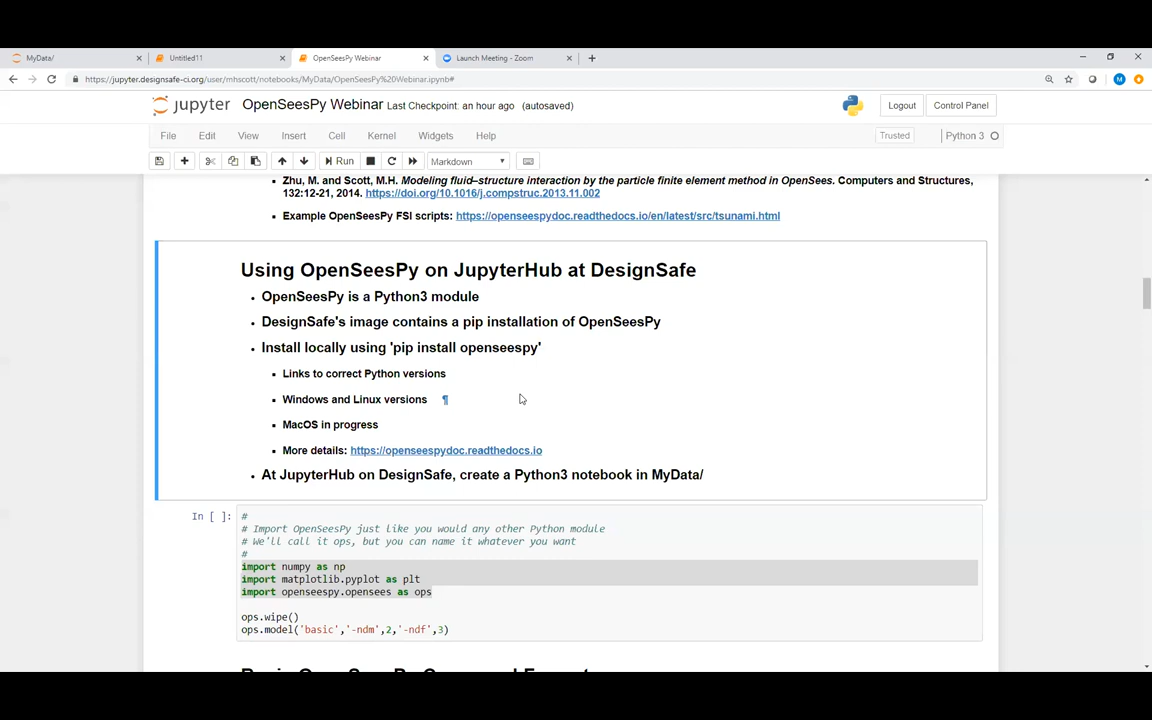 MyData/
Untitled11
OpenSeesPy Webinar
Launch Meeting - Zoom
https://jupyter.designsafe-ci.org/user/mhscott/notebooks/MyData/OpenSeesPy%20Webinar.ipynb#
M
jupyter OpenSeesPy Webinar Last Checkpoint: an hour ago (autosaved)
Logout
Control Panel
File Edit View Insert Cell Kernel Widgets Help
Trusted
Python 3
Run
Markdown
• Zhu, M. and Scott, M.H. Modeling fluid–structure interaction by the particle finite element method in OpenSees. Computers and Structures,
132:12-21, 2014. https://doi.org/10.1016/j.compstruc.2013.11.002
• Example OpenSeesPy FSI scripts: https://openseespydoc.readthedocs.io/en/latest/src/tsunami.html
Using OpenSeesPy on JupyterHub at DesignSafe
• OpenSeesPy is a Python3 module
• DesignSafe's image contains a pip installation of OpenSeesPy
• Install locally using 'pip install openseespy'
• Links to correct Python versions
• Windows and Linux versions ¶
• MacOS in progress
• More details: https://openseespydoc.readthedocs.io
• At JupyterHub on DesignSafe, create a Python3 notebook in MyData/
In [ ]:
#
# Import OpenSeesPy just like you would any other Python module
# We'll call it ops, but you can name it whatever you want
#
import numpy as np
import matplotlib.pyplot as plt
import openseespy.opensees as ops
ops.wipe()
ops.model('basic','-ndm',2,'-ndf',3)